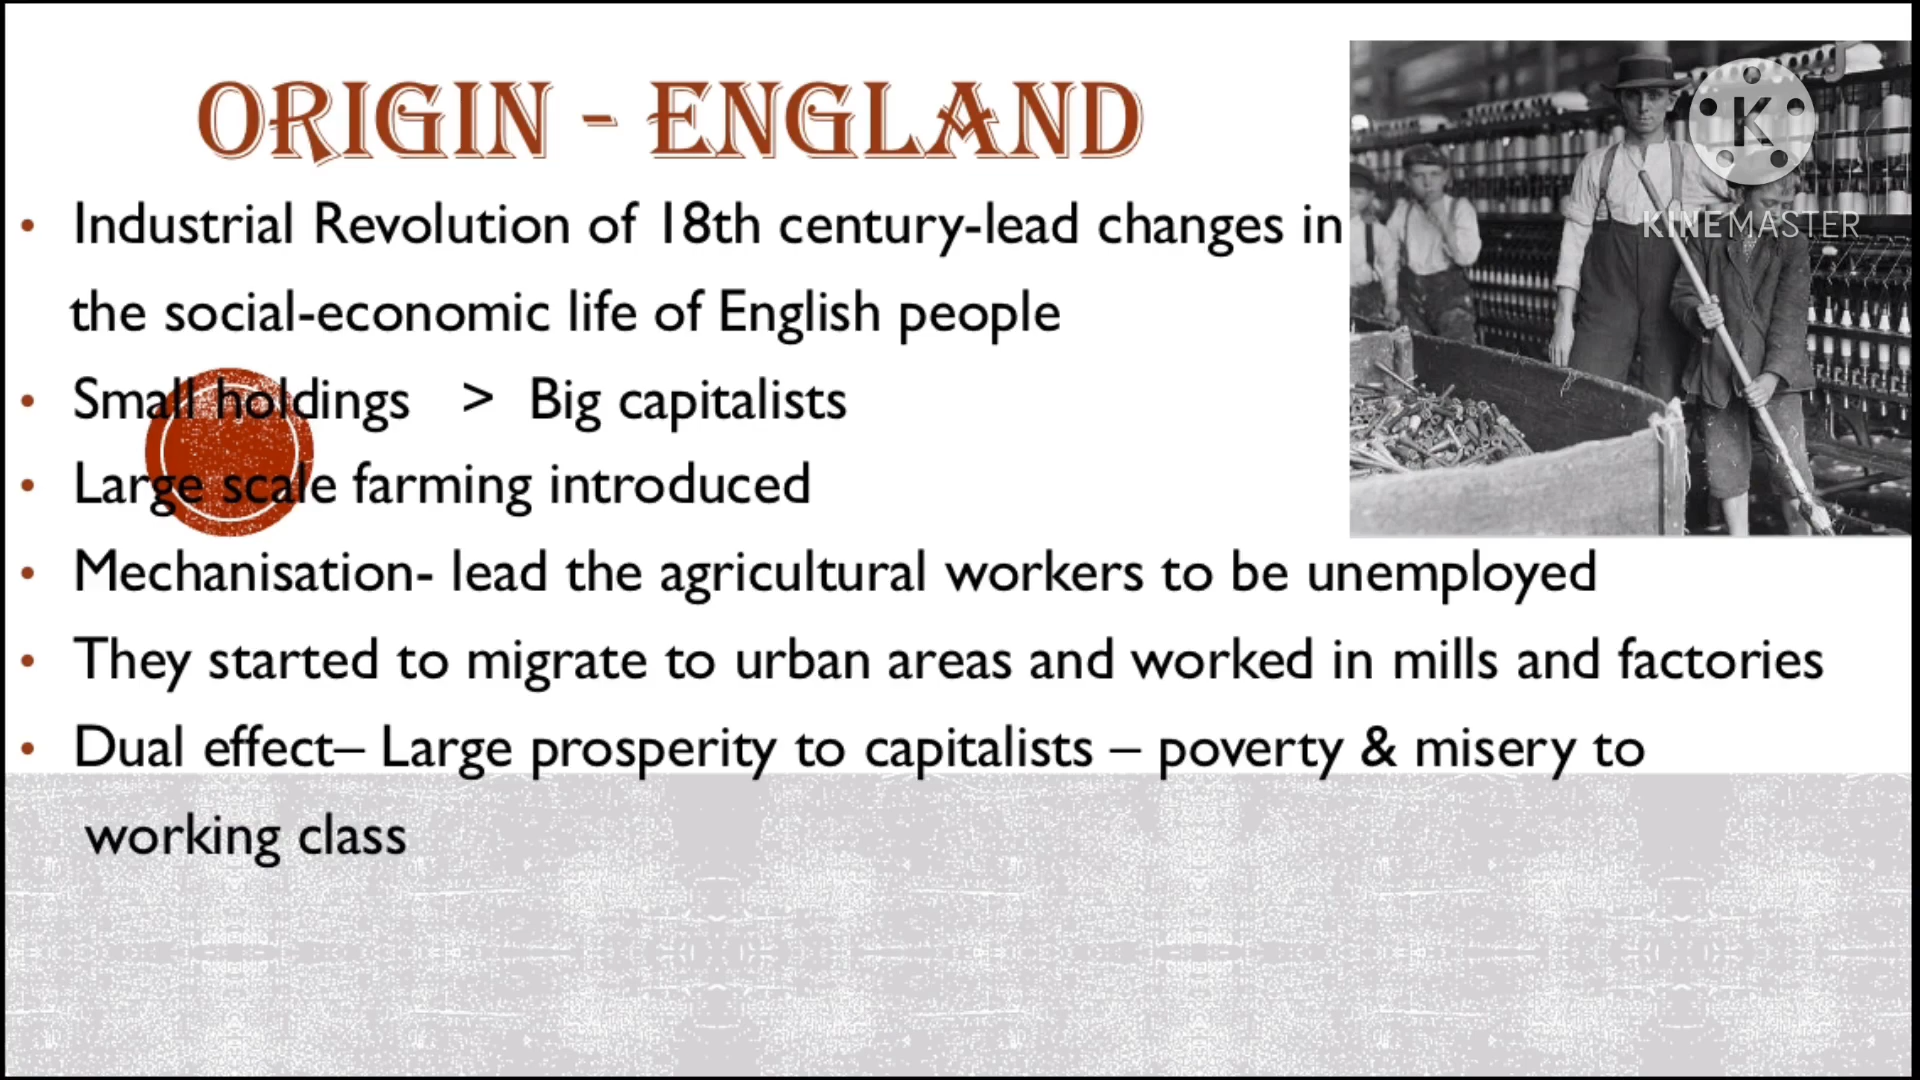 ORIGIN - ENGLAND
• Industrial Revolution of 18th century-lead changes in
the social-economic life of English people
• Small holdings > Big capitalists
• Large scale farming introduced
• Mechanisation- lead the agricultural workers to be unemployed
• They started to migrate to urban areas and worked in mills and factories
• Dual effect– Large prosperity to capitalists – poverty & misery to
working class
K
KINEMASTER